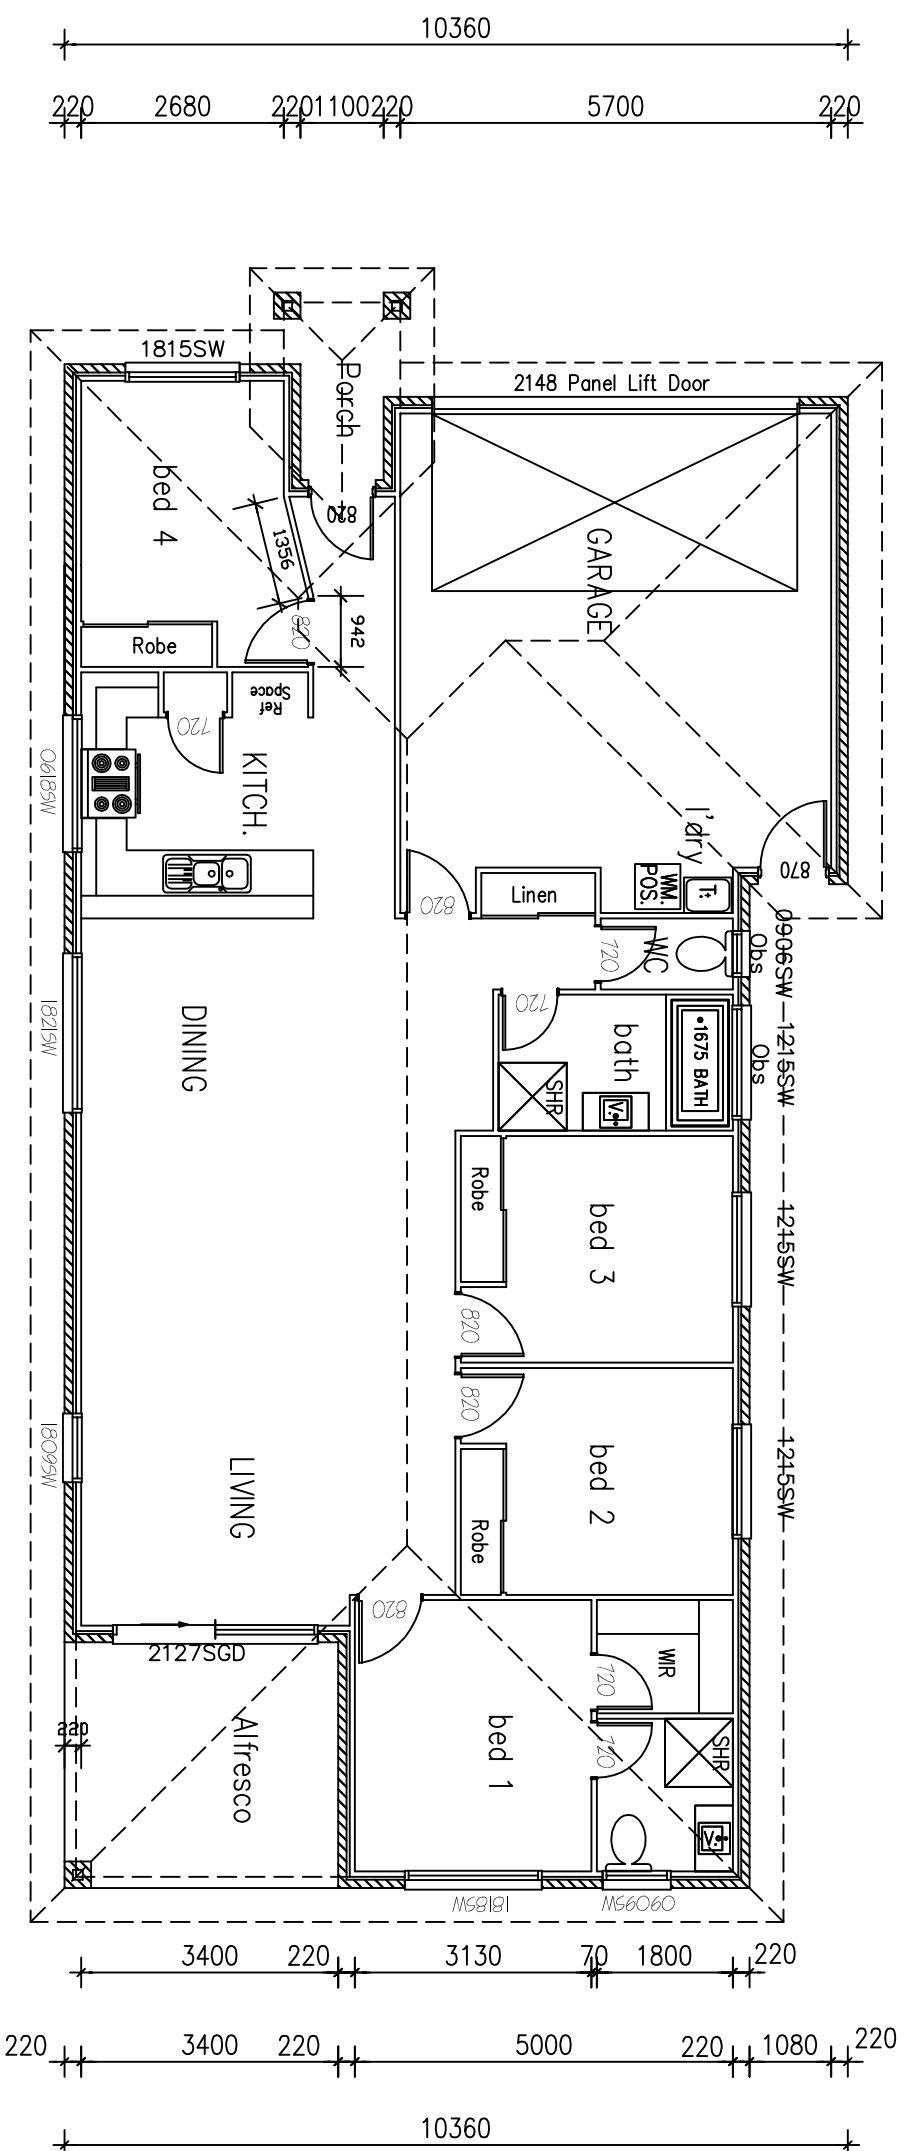 10360
220 2680 220 1100 220 5700 220
1815SW
Porch
2148 Panel Lift Door
bed 4
820
1356
GARAGE
820
942
Robe
Ref
Space
720
KITCH.
0618SW
l'dry
870
WM.
POS.
T+
820
Linen
0906SW
Obs
WC
720
720
1821SW
DINING
bath
1675 BATH
Obs
1215SW
SHR
V.
Robe
bed 3
1215SW
820
820
1809SW
LIVING
bed 2
1215SW
Robe
820
2127SGD
WIR
720
720
220
Alfresco
bed 1
SHR
V.
1818SW
0909SW
3400 220 3130 70 1800 220
220 3400 220 5000 220 1080 220
10360